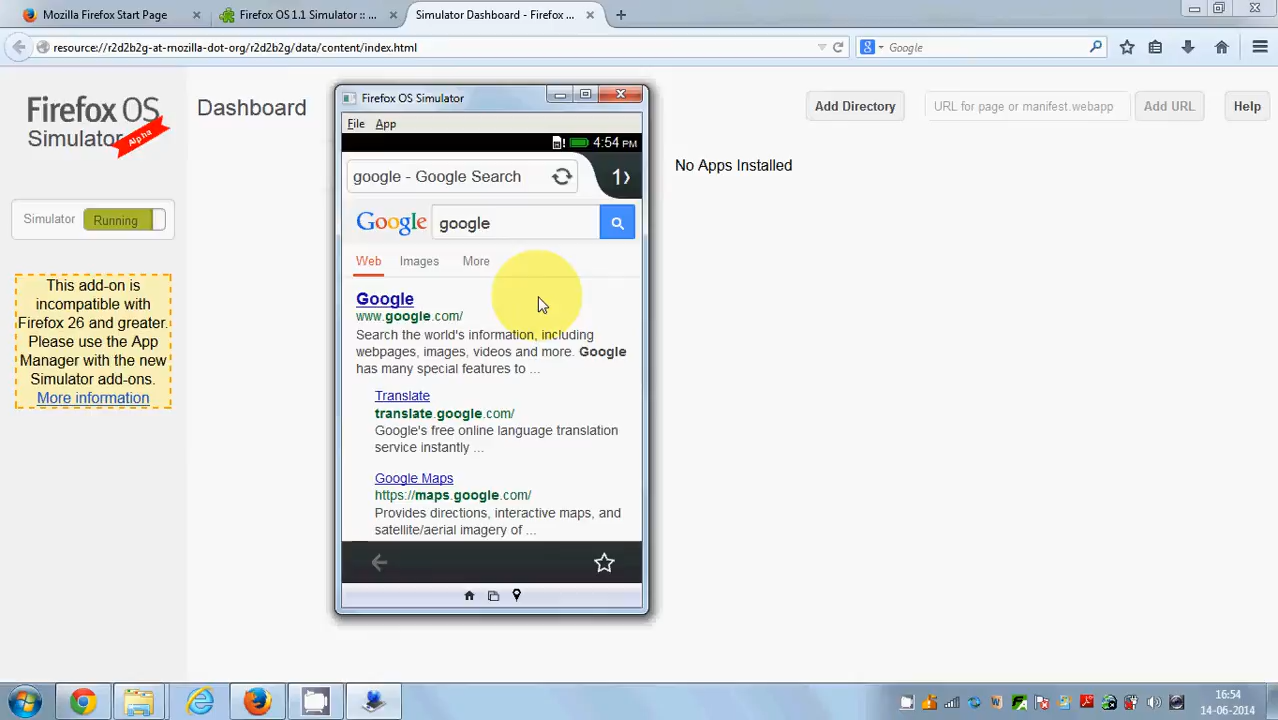 Mozilla Firefox Start Page
Firefox OS 1.1 Simulator :: ...
Simulator Dashboard - Firefox ...
resource://r2d2b2g-at-mozilla-dot-org/r2d2b2g/data/content/index.html
Google
Firefox OS
Simulator
Alpha
Dashboard
Add Directory
URL for page or manifest.webapp
Add URL
Help
Simulator
Running
This add-on is
incompatible with
Firefox 26 and greater.
Please use the App
Manager with the new
Simulator add-ons.
More information
No Apps Installed
Firefox OS Simulator
File App
4:54 PM
google - Google Search
1
Google
google
Web Images More
Google
www.google.com/
Search the world's information, including
webpages, images, videos and more. Google
has many special features to ...
Translate
translate.google.com/
Google's free online language translation
service instantly ...
Google Maps
https://maps.google.com/
Provides directions, interactive maps, and
satellite/aerial imagery of ...
16:54
14-06-2014